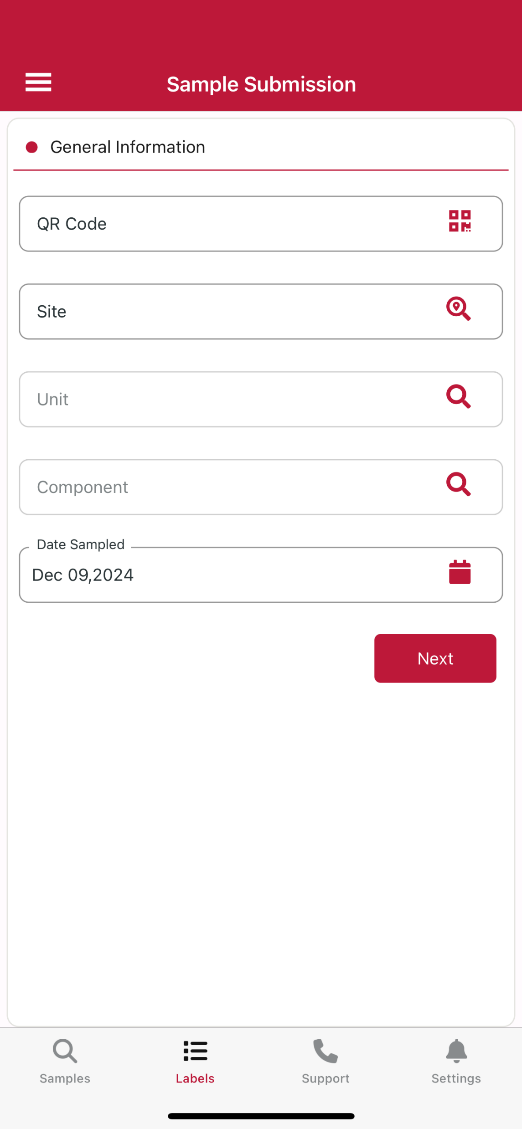 Sample Submission
General Information
QR Code
Site
Unit
Component
Date Sampled
Dec 09,2024
Next
Samples
Labels
Support
Settings